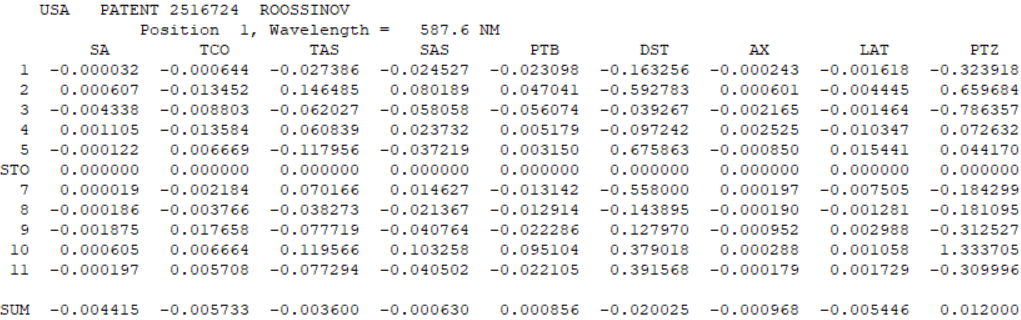 USA PATENT 2516724 ROOSSINOV
Position 1, Wavelength = 587.6 NM
SA TCO TAS SAS PTB DST AX LAT PTZ
1 -0.000032 -0.000644 -0.027386 -0.024527 -0.023098 -0.163256 -0.000243 -0.001618 -0.323918
2 0.000607 -0.013452 0.146485 0.080189 0.047041 -0.592783 0.000601 -0.004445 0.659684
3 -0.004338 -0.008803 -0.062027 -0.058058 -0.056074 -0.039267 -0.002165 -0.001464 -0.786357
4 0.001105 -0.013584 0.060839 0.023732 0.005179 -0.097242 0.002525 -0.010347 0.072632
5 -0.000122 0.006669 -0.117956 -0.037219 0.003150 0.675863 -0.000850 0.015441 0.044170
STO 0.000000 0.000000 0.000000 0.000000 0.000000 0.000000 0.000000 0.000000 0.000000
7 0.000019 -0.002184 0.070166 0.014627 -0.013142 -0.558000 0.000197 -0.007505 -0.184299
8 -0.000186 -0.003766 -0.038273 -0.021367 -0.012914 -0.143895 -0.000190 -0.001281 -0.181095
9 -0.001875 0.017658 -0.077719 -0.040764 -0.022286 0.127970 -0.000952 0.002988 -0.312527
10 0.000605 0.006664 0.119566 0.103258 0.095104 0.379018 0.000288 0.001058 1.333705
11 -0.000197 0.005708 -0.077294 -0.040502 -0.022105 0.391568 -0.000179 0.001729 -0.309996
SUM -0.004415 -0.005733 -0.003600 -0.000630 0.000856 -0.020025 -0.000968 -0.005446 0.012000